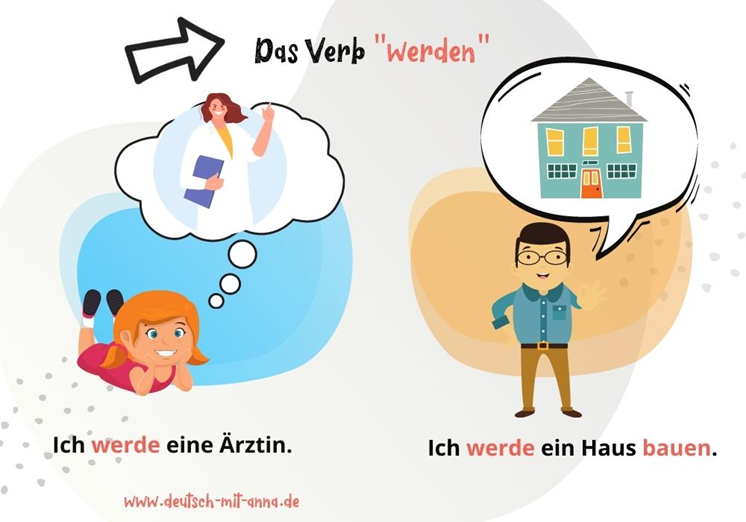 Das Verb "werden"
Ich werde eine Ärztin.
Ich werde ein Haus bauen.
www.deutsch-mit-anna.de